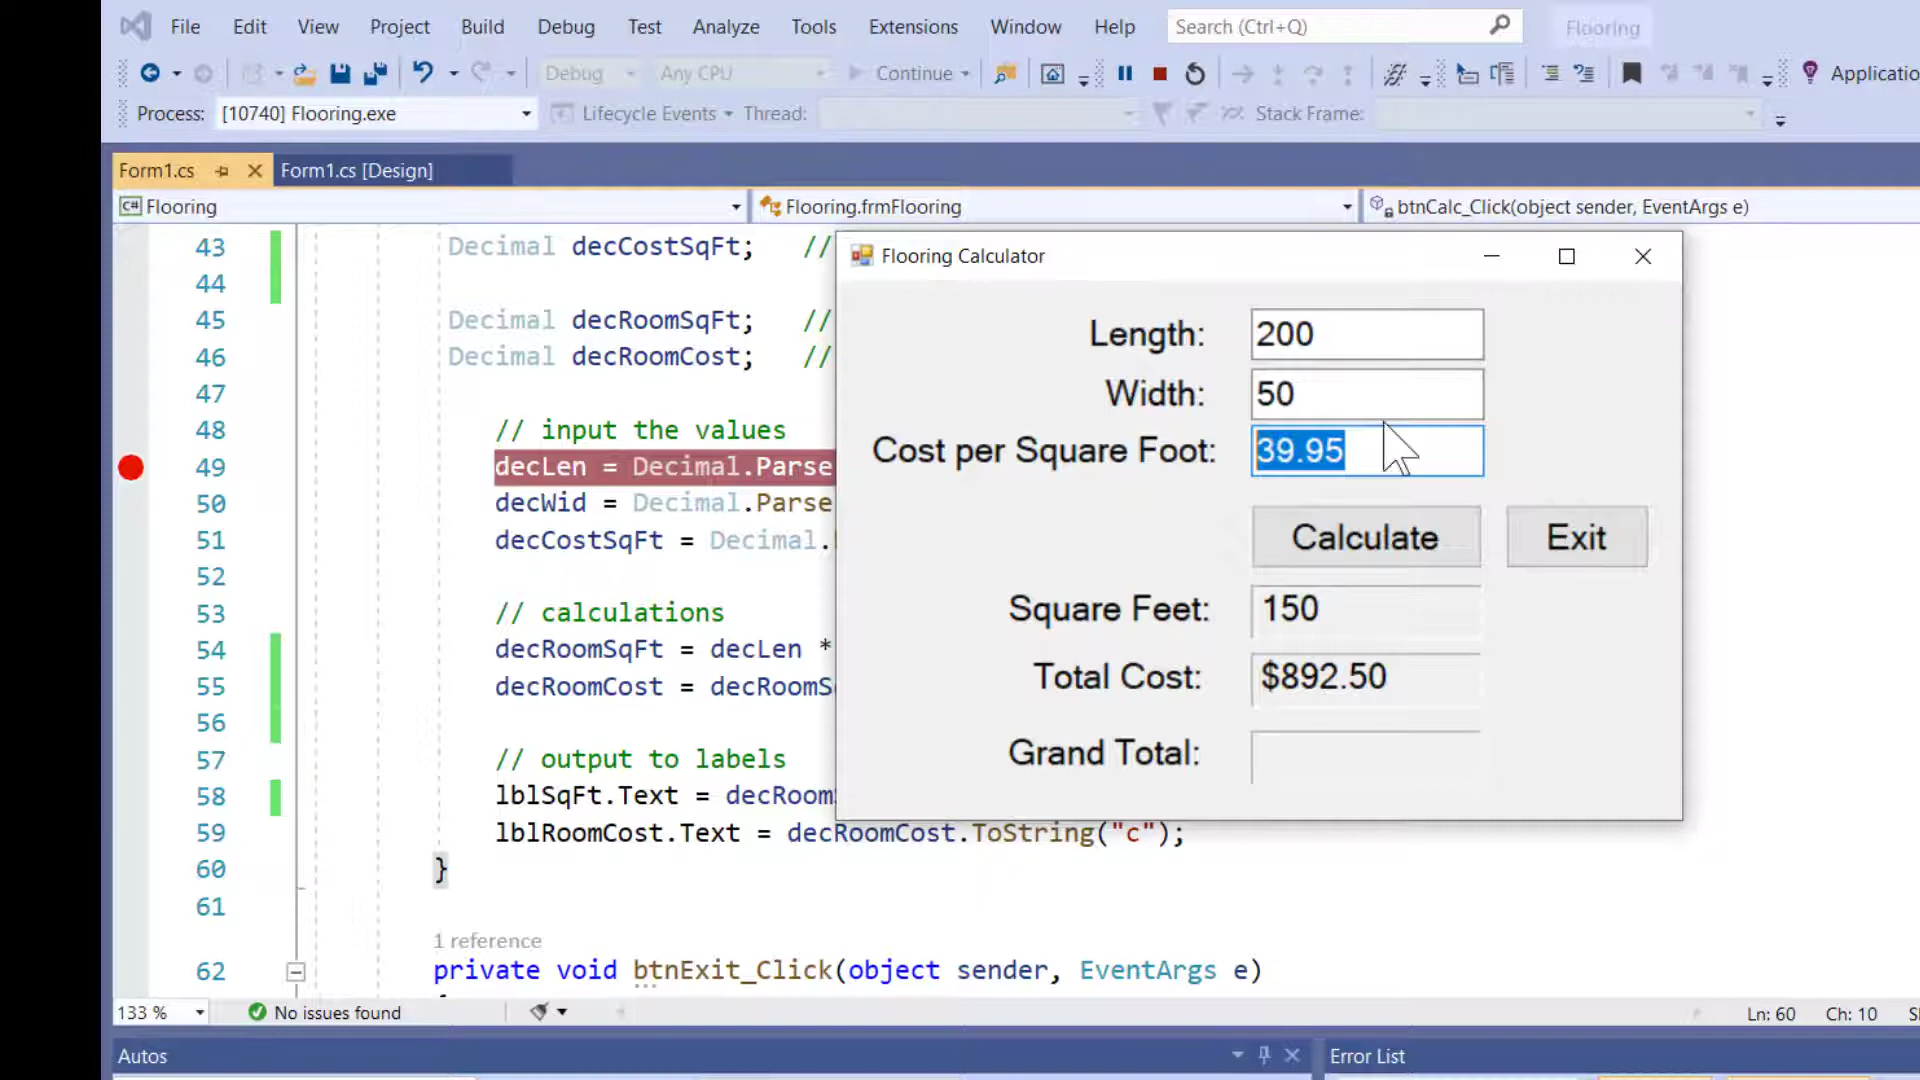 File Edit View Project Build Debug Test Analyze Tools Extensions Window Help Search (Ctrl+Q) Flooring
Debug Any CPU Continue
Process: [10740] Flooring.exe Lifecycle Events Thread: Stack Frame:
Form1.cs Form1.cs [Design]
C# Flooring Flooring.frmFlooring btnCalc_Click(object sender, EventArgs e)
43 Decimal decCostSqFt; //
44
45 Decimal decRoomSqFt; //
46 Decimal decRoomCost; //
47
48 // input the values
49 decLen = Decimal.Parse
50 decWid = Decimal.Parse
51 decCostSqFt = Decimal.
52
53 // calculations
54 decRoomSqFt = decLen *
55 decRoomCost = decRoomS
56
57 // output to labels
58 lblSqFt.Text = decRoom
59 lblRoomCost.Text = decRoomCost.ToString("c");
60 }
61
1 reference
62 private void btnExit_Click(object sender, EventArgs e)
Flooring Calculator
Length: 200
Width: 50
Cost per Square Foot: 39.95
Calculate Exit
Square Feet: 150
Total Cost: $892.50
Grand Total:
133 % No issues found Ln: 60 Ch: 10
Autos Error List